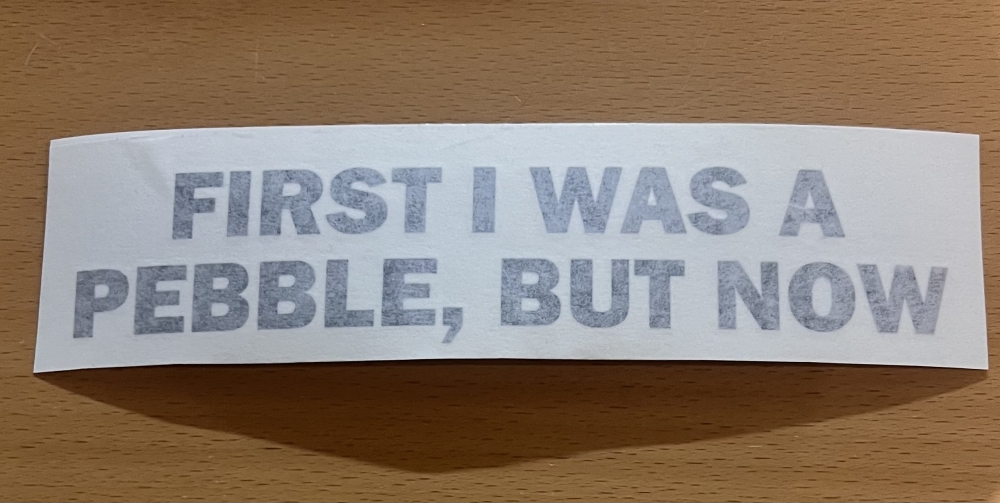 FIRST I WAS A
PEBBLE, BUT NOW